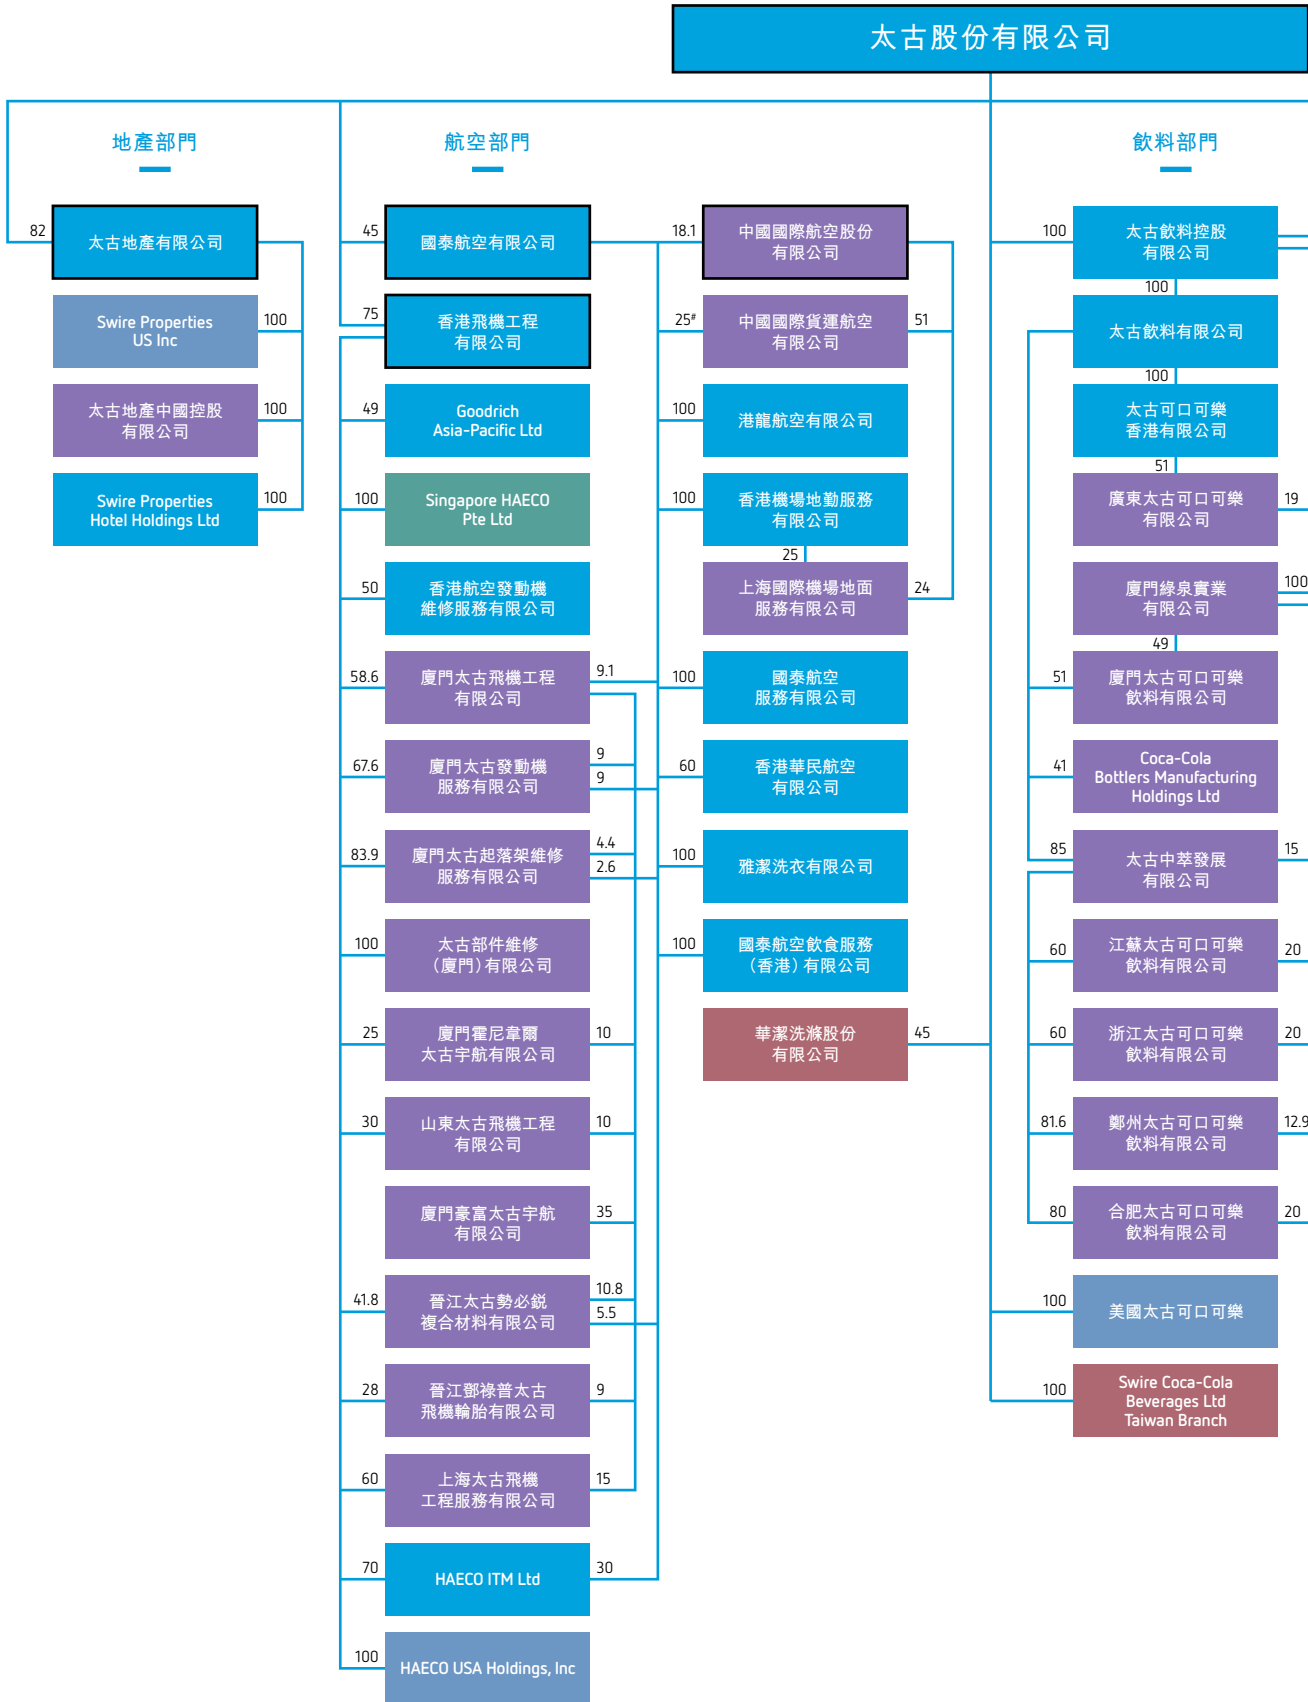 太古股份有限公司
地產部門
航空部門
飲料部門
82
太古地產有限公司
Swire Properties
US Inc
100
太古地產中國控股
有限公司
100
Swire Properties
Hotel Holdings Ltd
100
45
國泰航空有限公司
75
香港飛機工程
有限公司
49
Goodrich
Asia-Pacific Ltd
100
Singapore HAECO
Pte Ltd
50
香港航空發動機
維修服務有限公司
58.6
廈門太古飛機工程
有限公司
9.1
67.6
廈門太古發動機
服務有限公司
9
9
83.9
廈門太古起落架維修
服務有限公司
4.4
2.6
100
太古部件維修
（廈門）有限公司
25
廈門霍尼韋爾
太古宇航有限公司
10
30
山東太古飛機工程
有限公司
10
廈門豪富太古宇航
有限公司
35
41.8
晉江太古勢必銳
複合材料有限公司
10.8
5.5
28
晉江鄧祿普太古
飛機輪胎有限公司
9
60
上海太古飛機
工程服務有限公司
15
70
HAECO ITM Ltd
30
100
HAECO USA Holdings, Inc
18.1
中國國際航空股份
有限公司
25#
中國國際貨運航空
有限公司
51
100
港龍航空有限公司
100
香港機場地勤服務
有限公司
25
上海國際機場地面
服務有限公司
24
100
國泰航空
服務有限公司
60
香港華民航空
有限公司
100
雅潔洗衣有限公司
100
國泰航空飲食服務
（香港）有限公司
華潔洗滌股份
有限公司
45
100
太古飲料控股
有限公司
100
太古飲料有限公司
100
太古可口可樂
香港有限公司
51
廣東太古可口可樂
有限公司
19
廈門綠泉實業
有限公司
100
49
51
廈門太古可口可樂
飲料有限公司
41
Coca-Cola
Bottlers Manufacturing
Holdings Ltd
85
太古中萃發展
有限公司
15
60
江蘇太古可口可樂
飲料有限公司
20
60
浙江太古可口可樂
飲料有限公司
20
81.6
鄭州太古可口可樂
飲料有限公司
12.9
80
合肥太古可口可樂
飲料有限公司
20
100
美國太古可口可樂
100
Swire Coca-Cola
Beverages Ltd
Taiwan Branch